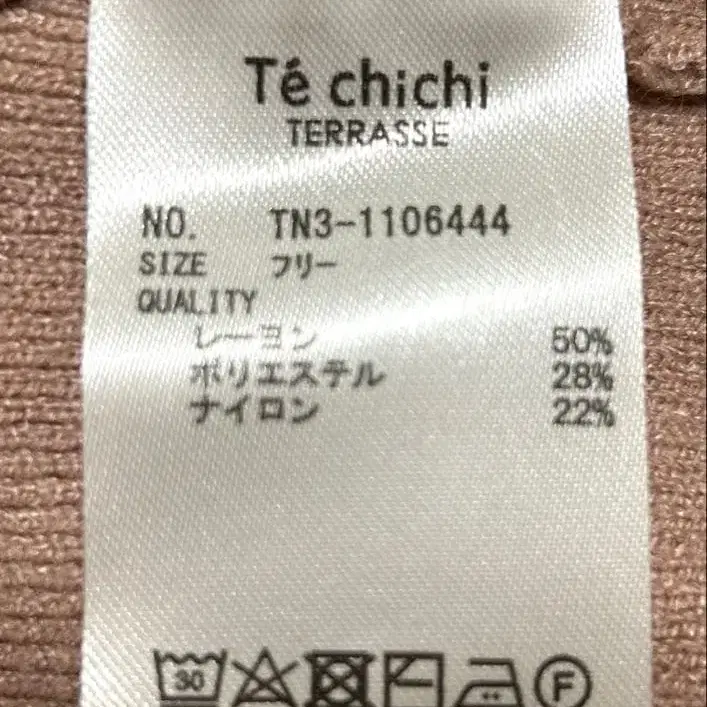 Té chichi
TERRASSE
NO. TN3-1106444
SIZE フリー
QUALITY
レーヨン 50%
ポリエステル 28%
ナイロン 22%
30 F